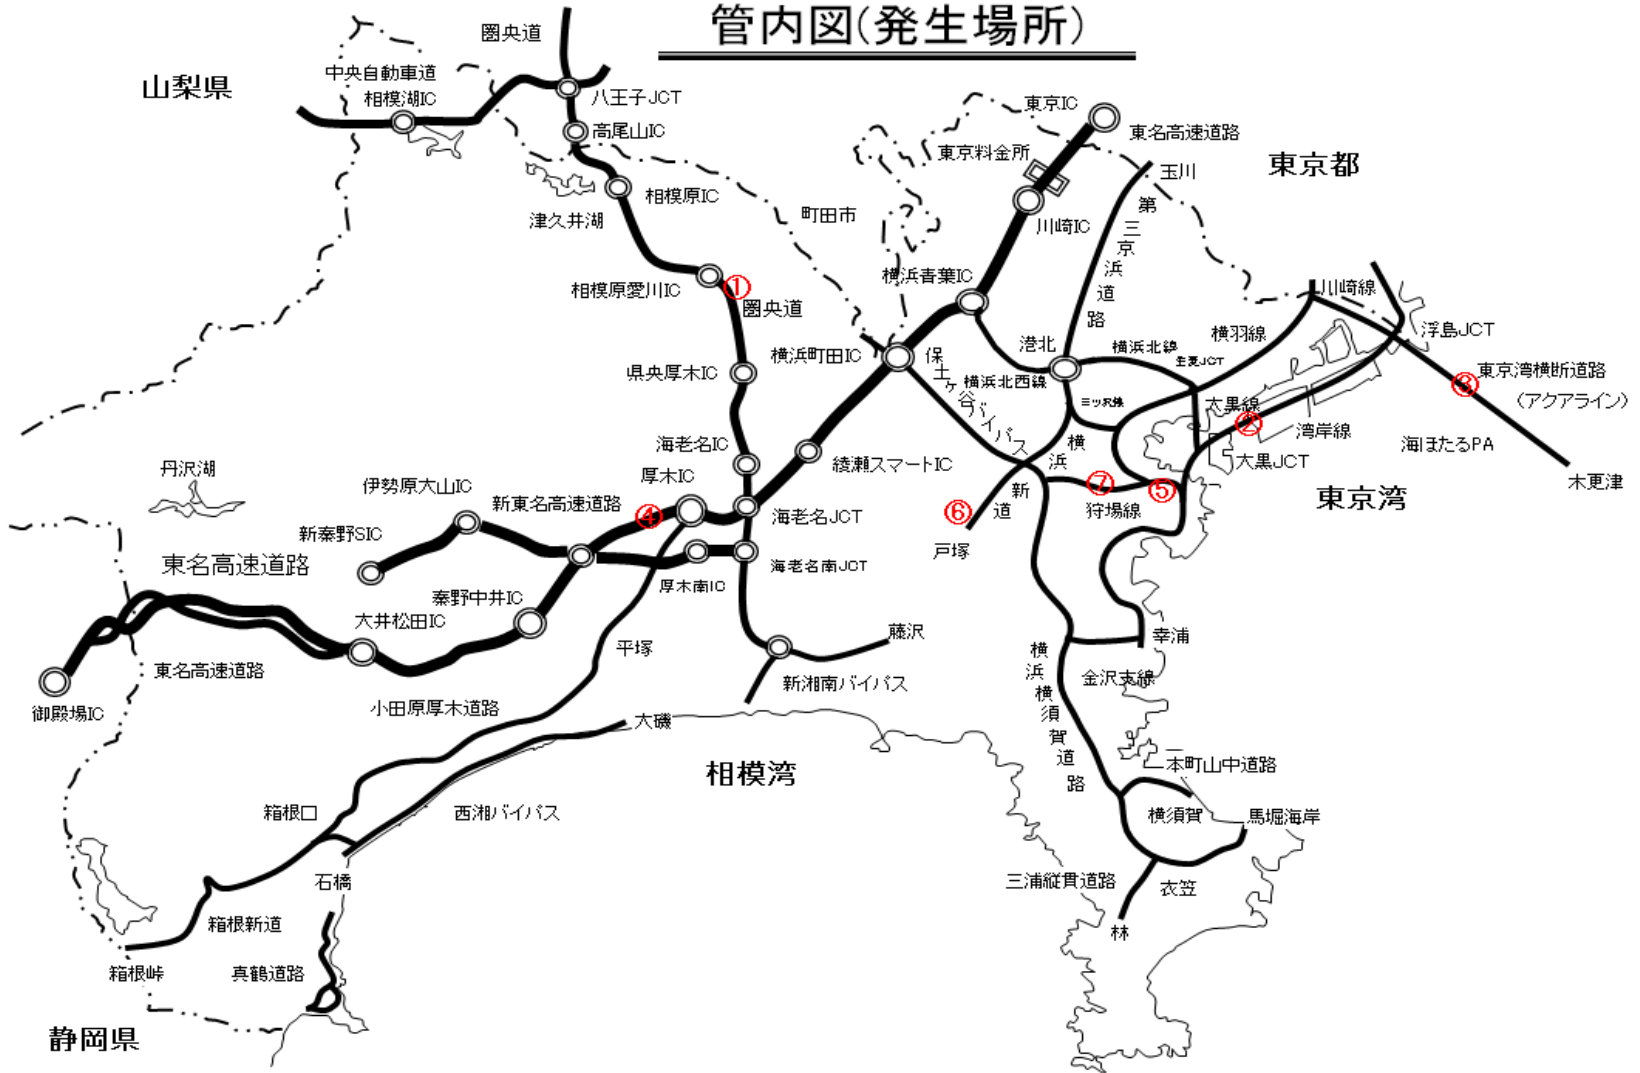 管内図(発生場所)
圏央道
山梨県
中央自動車道
相模湖IC
八王子JCT
高尾山IC
東京IC
東名高速道路
東京料金所
東京都
玉川
相模原IC
津久井湖
町田市
川崎IC
第三京浜道路
横浜青葉IC
相模原愛川IC
①
圏央道
川崎線
浮島JCT
横羽線
港北
横浜北線
生麦JCT
横浜町田IC
保土ヶ谷バイパス
横浜北西線
県央厚木IC
三ツ沢線
③
東京湾横断道路
(アクアライン)
大黒線
②
湾岸線
海ほたるPA
大黒JCT
木更津
東京湾
海老名IC
綾瀬スマートIC
横浜新道
丹沢湖
伊勢原大山IC
厚木IC
新東名高速道路
④
海老名JCT
⑦
⑤
狩場線
⑥
戸塚
新秦野SIC
東名高速道路
厚木南IC
海老名南JCT
秦野中井IC
大井松田IC
平塚
藤沢
幸浦
横浜横須賀道路
金沢支線
東名高速道路
新湘南バイパス
御殿場IC
小田原厚木道路
大磯
相模湾
本町山中道路
箱根口
西湘バイパス
横須賀
馬堀海岸
石橋
三浦縦貫道路
衣笠
箱根新道
林
箱根峠
真鶴道路
静岡県